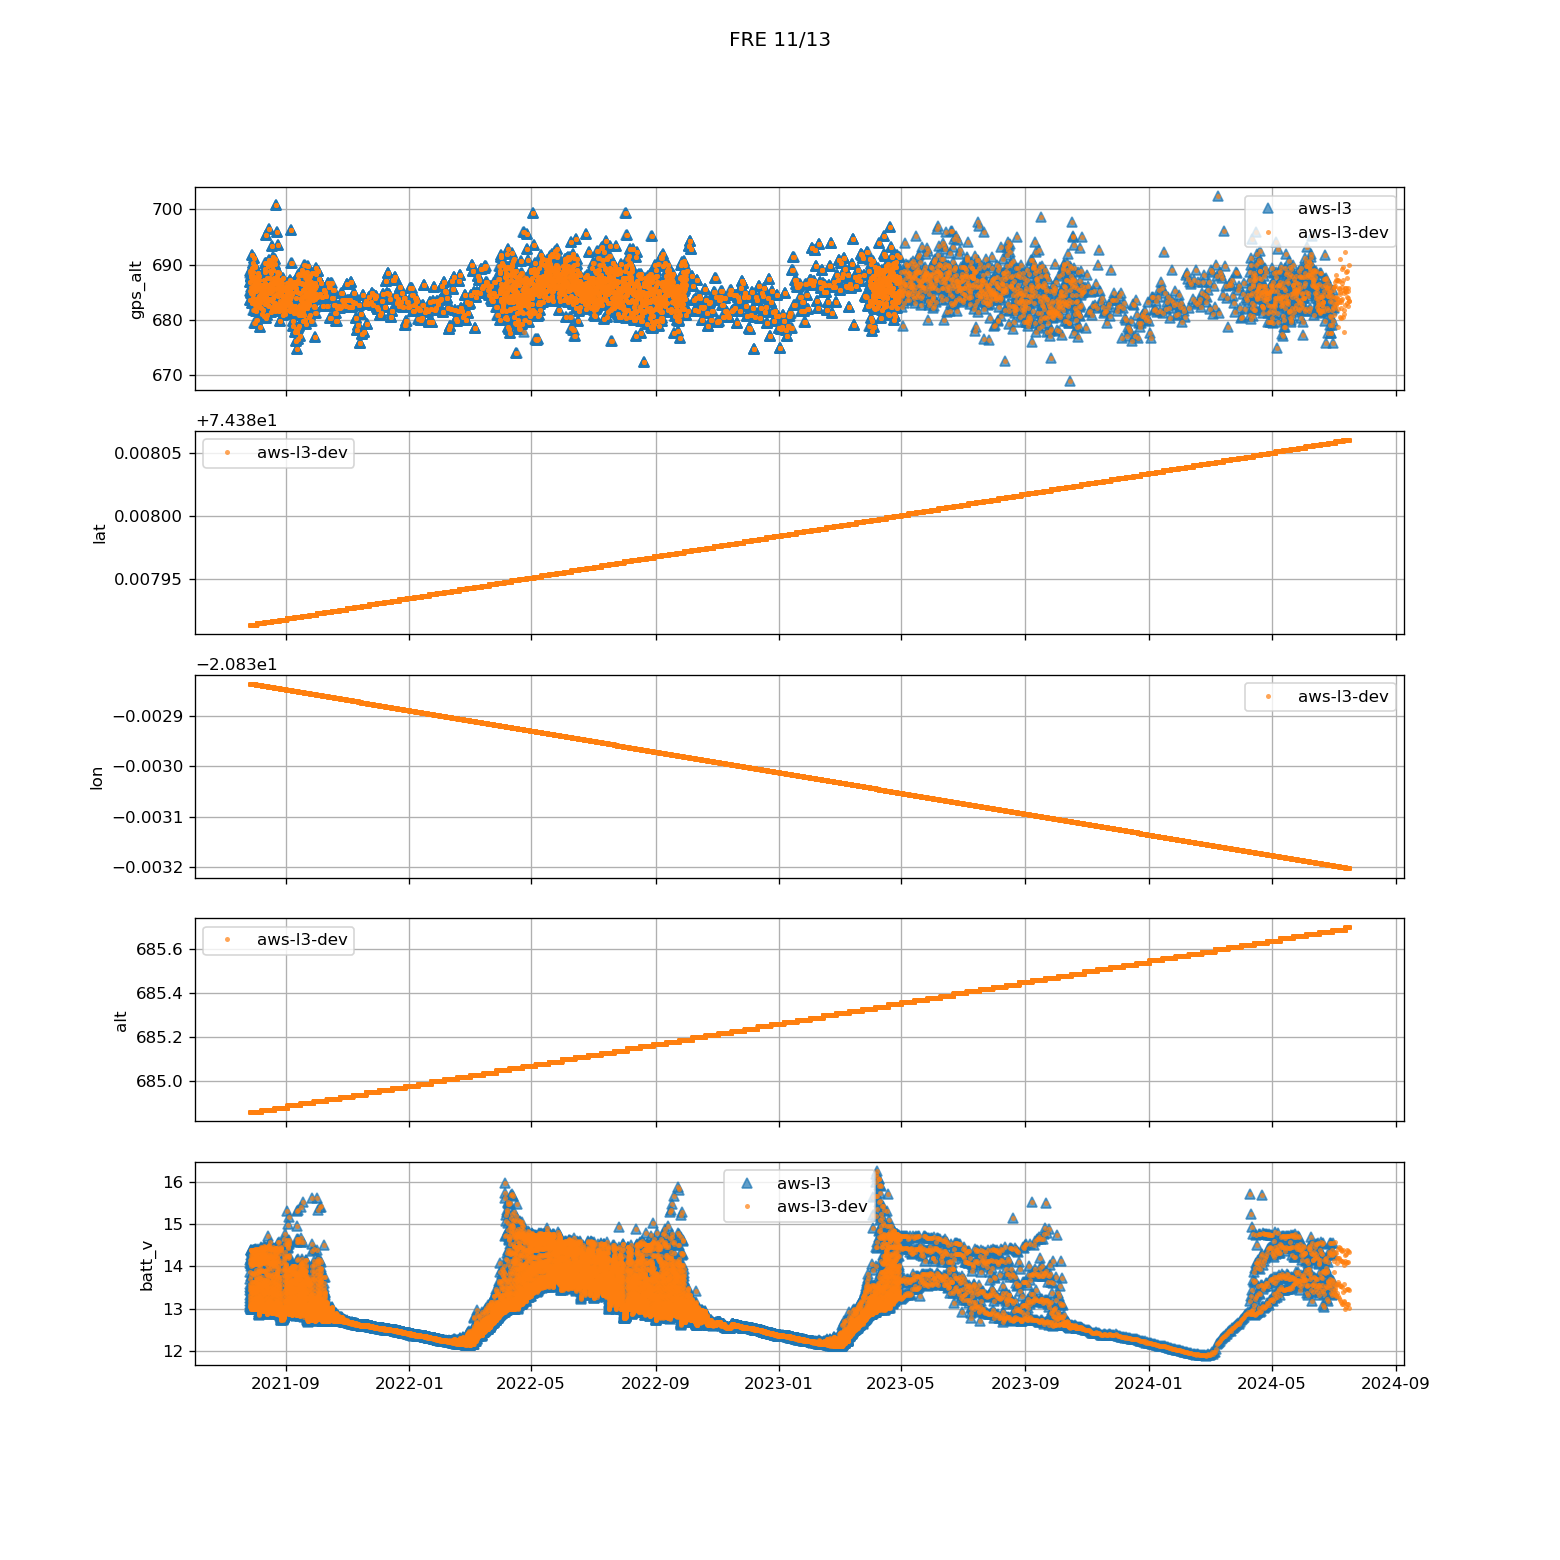 FRE 11/13
gps_alt
700
690
680
670
aws-l3
aws-l3-dev
+7.438e1
lat
0.00805
0.00800
0.00795
aws-l3-dev
−2.083e1
lon
−0.0029
−0.0030
−0.0031
−0.0032
aws-l3-dev
alt
685.6
685.4
685.2
685.0
aws-l3-dev
batt_v
16
15
14
13
12
aws-l3
aws-l3-dev
2021-09 2022-01 2022-05 2022-09 2023-01 2023-05 2023-09 2024-01 2024-05 2024-09